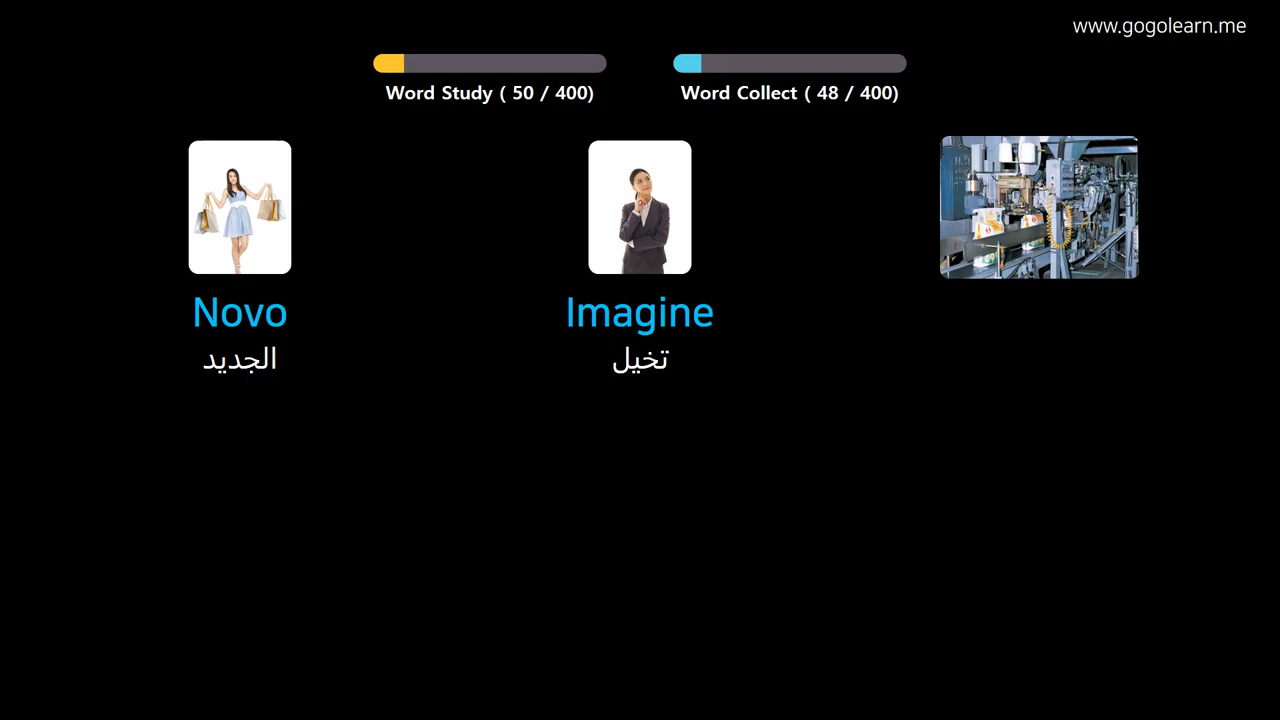 www.gogolearn.me
Word Study ( 50 / 400)
Word Collect ( 48 / 400)
Novo
الجديد
Imagine
تخيل